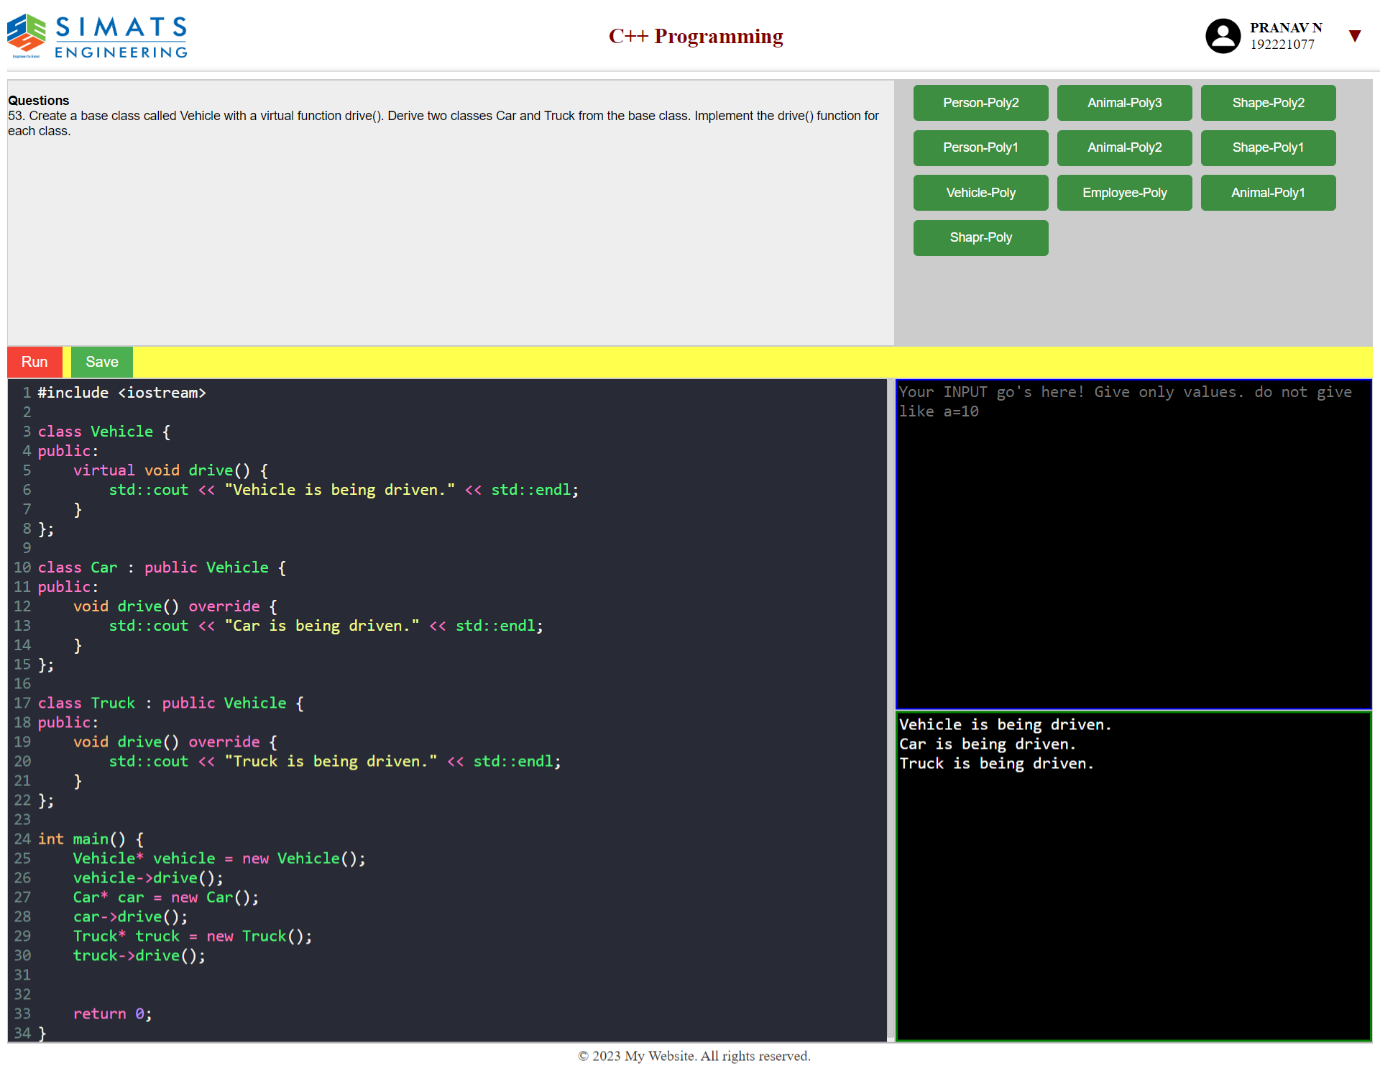 SIMATS
ENGINEERING
C++ Programming
PRANAV N
192221077
Questions
53. Create a base class called Vehicle with a virtual function drive(). Derive two classes Car and Truck from the base class. Implement the drive() function for
each class.
Person-Poly2 Animal-Poly3 Shape-Poly2
Person-Poly1 Animal-Poly2 Shape-Poly1
Vehicle-Poly Employee-Poly Animal-Poly1
Shapr-Poly
Run Save
1 #include <iostream>
2
3 class Vehicle {
4 public:
5     virtual void drive() {
6         std::cout << "Vehicle is being driven." << std::endl;
7     }
8 };
9
10 class Car : public Vehicle {
11 public:
12     void drive() override {
13         std::cout << "Car is being driven." << std::endl;
14     }
15 };
16
17 class Truck : public Vehicle {
18 public:
19     void drive() override {
20         std::cout << "Truck is being driven." << std::endl;
21     }
22 };
23
24 int main() {
25     Vehicle* vehicle = new Vehicle();
26     vehicle->drive();
27     Car* car = new Car();
28     car->drive();
29     Truck* truck = new Truck();
30     truck->drive();
31
32
33     return 0;
34 }
Your INPUT go's here! Give only values. do not give
like a=10
Vehicle is being driven.
Car is being driven.
Truck is being driven.
© 2023 My Website. All rights reserved.